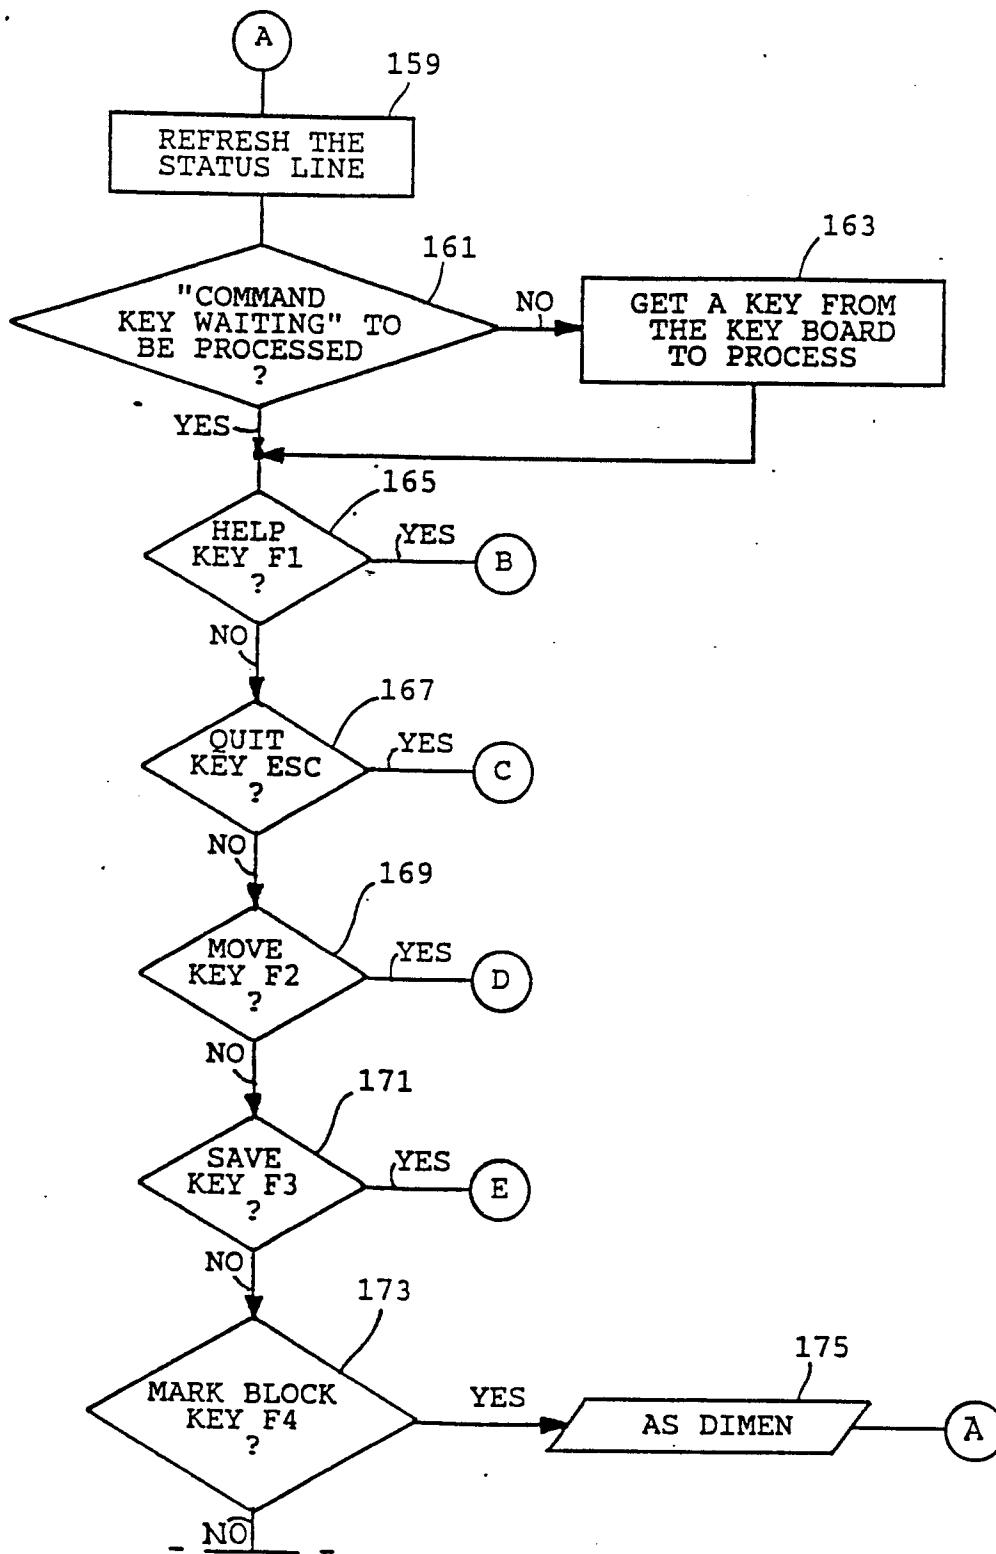 A
159
REFRESH THE
STATUS LINE
161
"COMMAND
KEY WAITING" TO
BE PROCESSED
?
NO
163
GET A KEY FROM
THE KEY BOARD
TO PROCESS
YES
165
HELP
KEY F1
?
YES
B
NO
167
QUIT
KEY ESC
?
YES
C
NO
169
MOVE
KEY F2
?
YES
D
NO
171
SAVE
KEY F3
?
YES
E
NO
173
MARK BLOCK
KEY F4
?
YES
175
AS DIMEN
A
NO